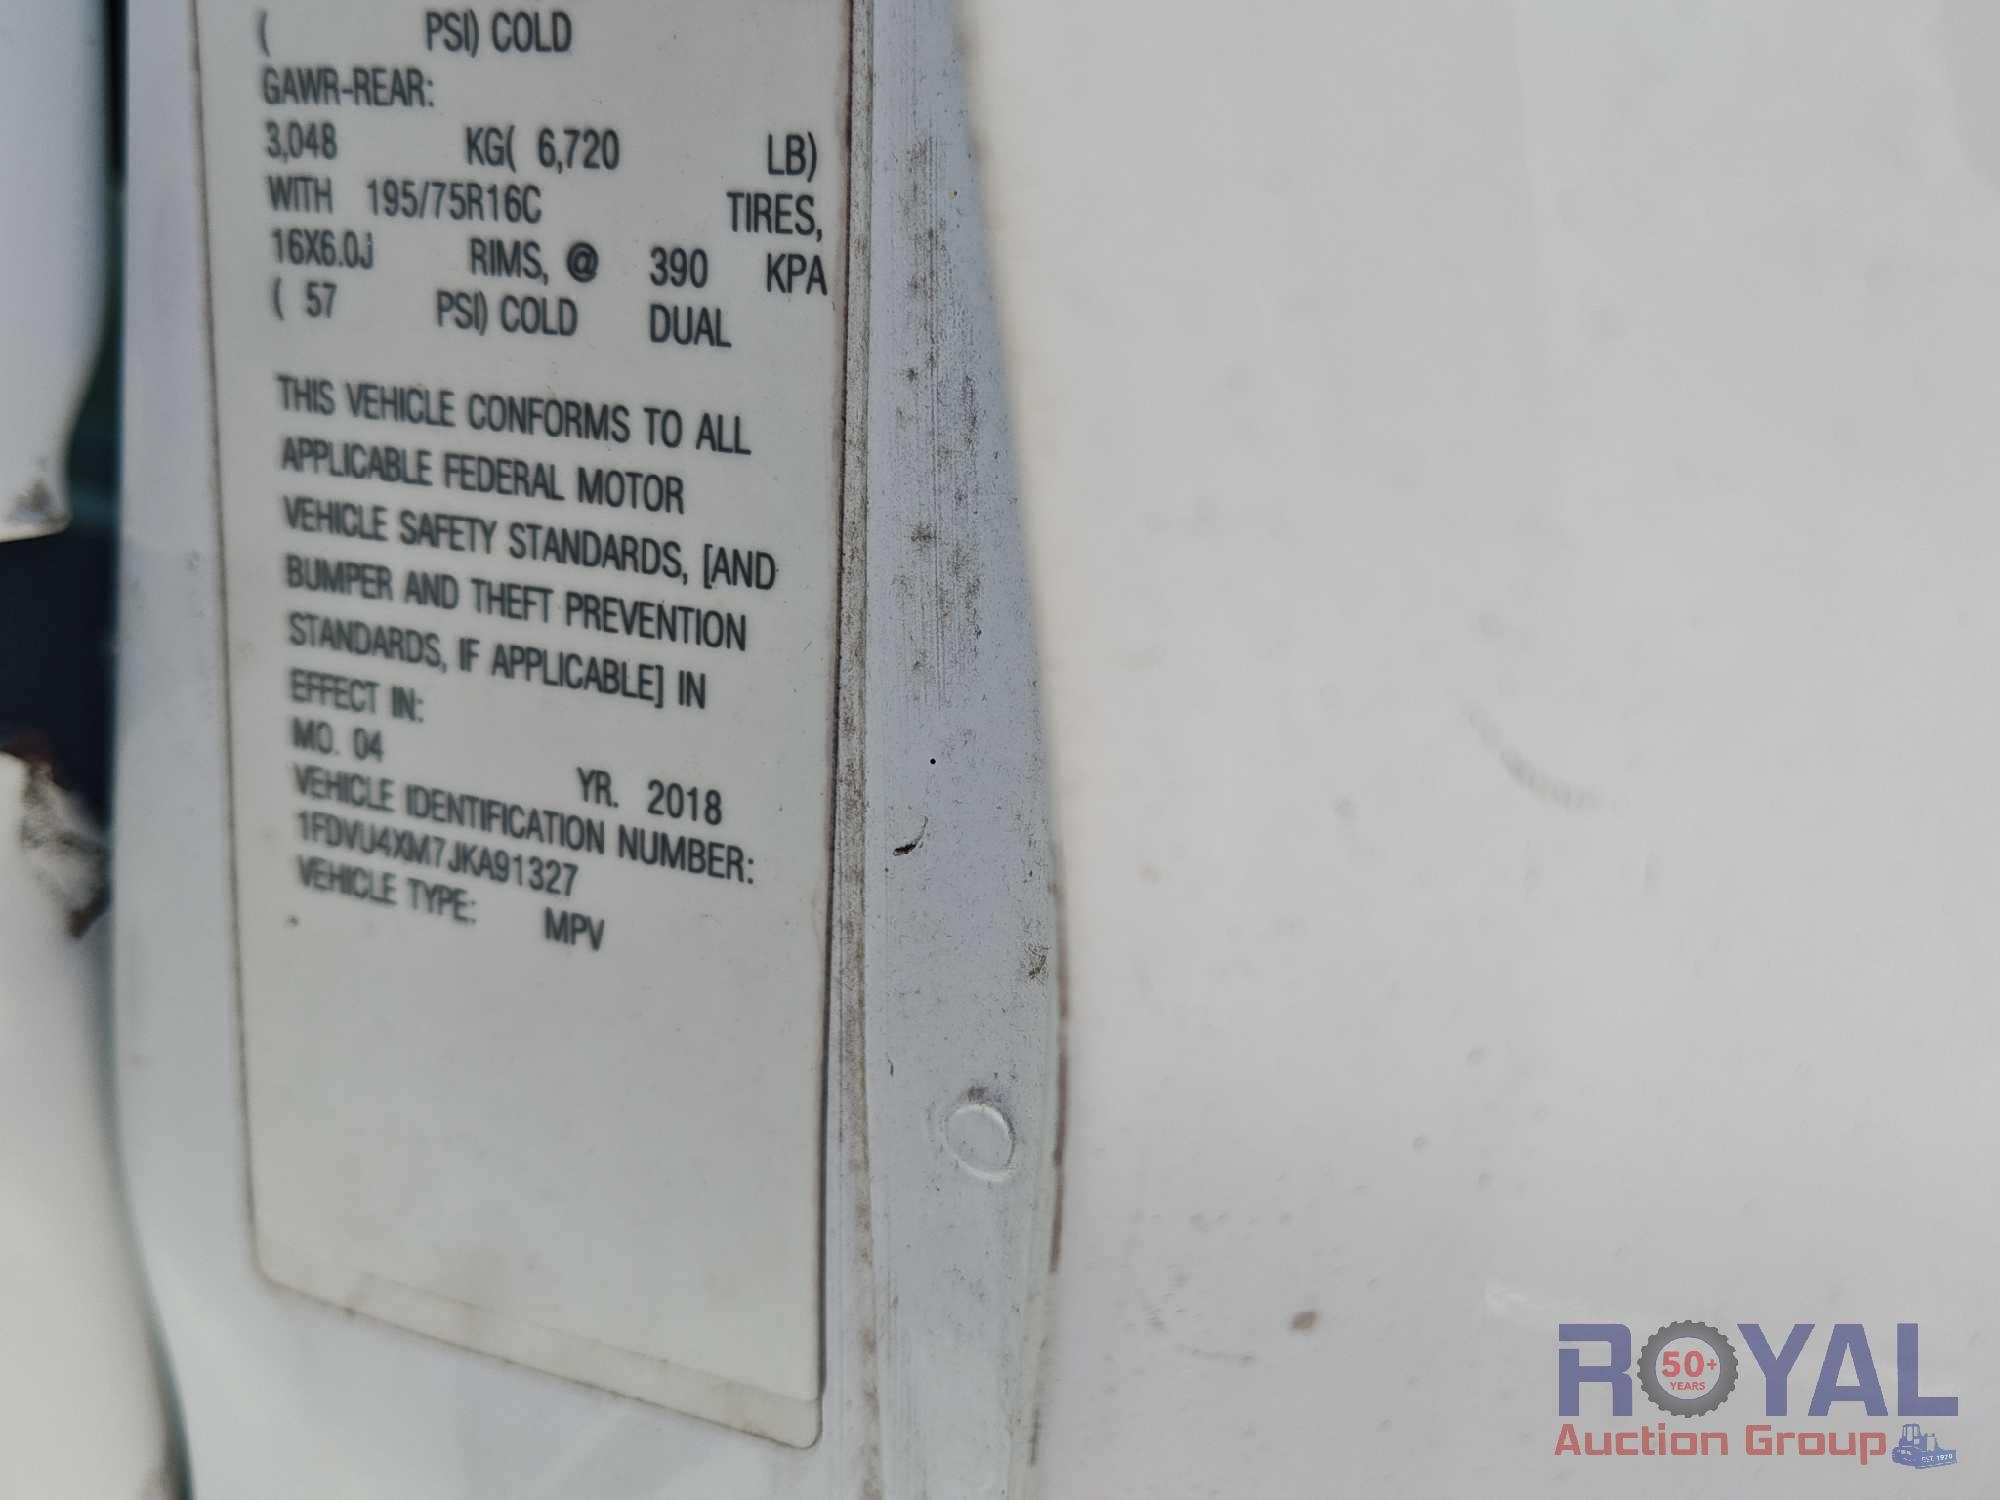 ( PSI) COLD
GAWR-REAR:
3,048 KG( 6,720 LB)
WITH 195/75R16C TIRES,
16X6.0J RIMS, @ 390 KPA
( 57 PSI) COLD DUAL
THIS VEHICLE CONFORMS TO ALL
APPLICABLE FEDERAL MOTOR
VEHICLE SAFETY STANDARDS, [AND
BUMPER AND THEFT PREVENTION
STANDARDS, IF APPLICABLE] IN
EFFECT IN:
MO. 04 YR. 2018
VEHICLE IDENTIFICATION NUMBER:
1FDVU4XM7JKA91327
VEHICLE TYPE: MPV
ROYAL
50+
YEARS
Auction Group
EST. 1970